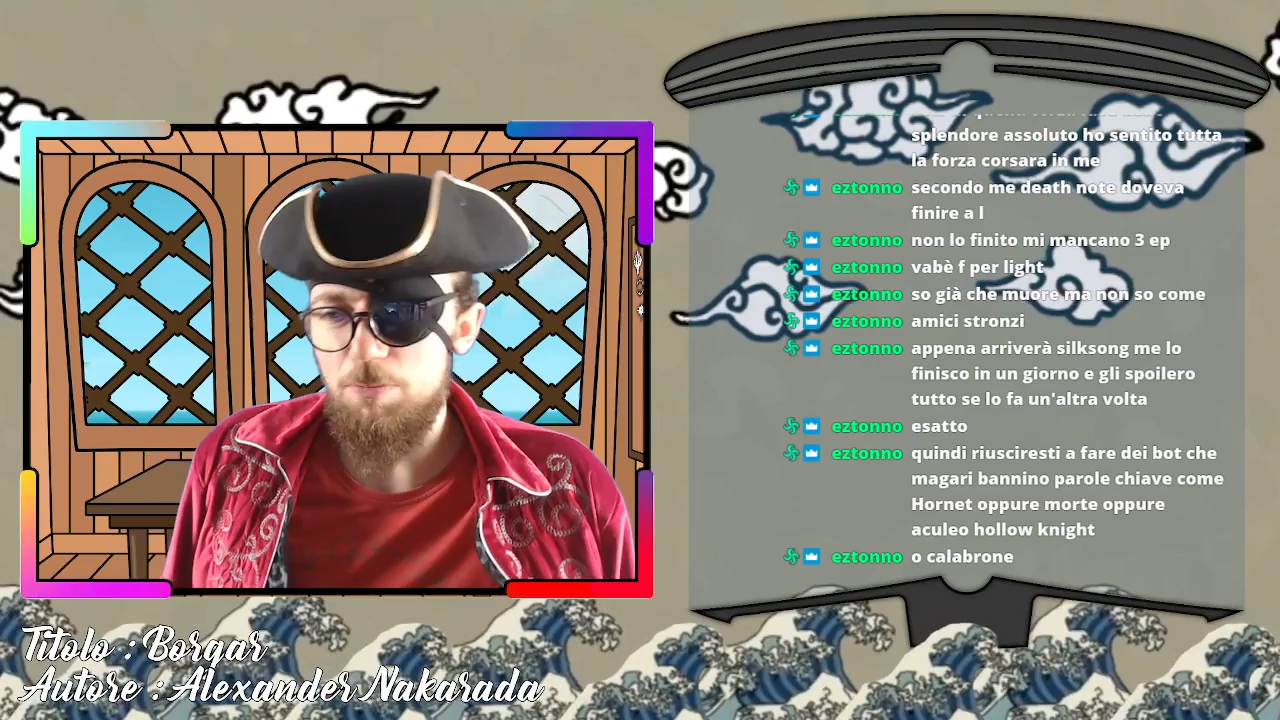 splendore assoluto ho sentito tutta
la forza corsara in me
eztonno secondo me death note doveva
finire a l
eztonno non lo finito mi mancano 3 ep
eztonno vabè f per light
eztonno so già che muore ma non so come
eztonno amici stronzi
eztonno appena arriverà silksong me lo
finisco in un giorno e gli spoilero
tutto se lo fa un'altra volta
eztonno esatto
eztonno quindi riusciresti a fare dei bot che
magari bannino parole chiave come
Hornet oppure morte oppure
aculeo hollow knight
eztonno o calabrone
Titolo : Borgar
Autore : Alexander Nakarada